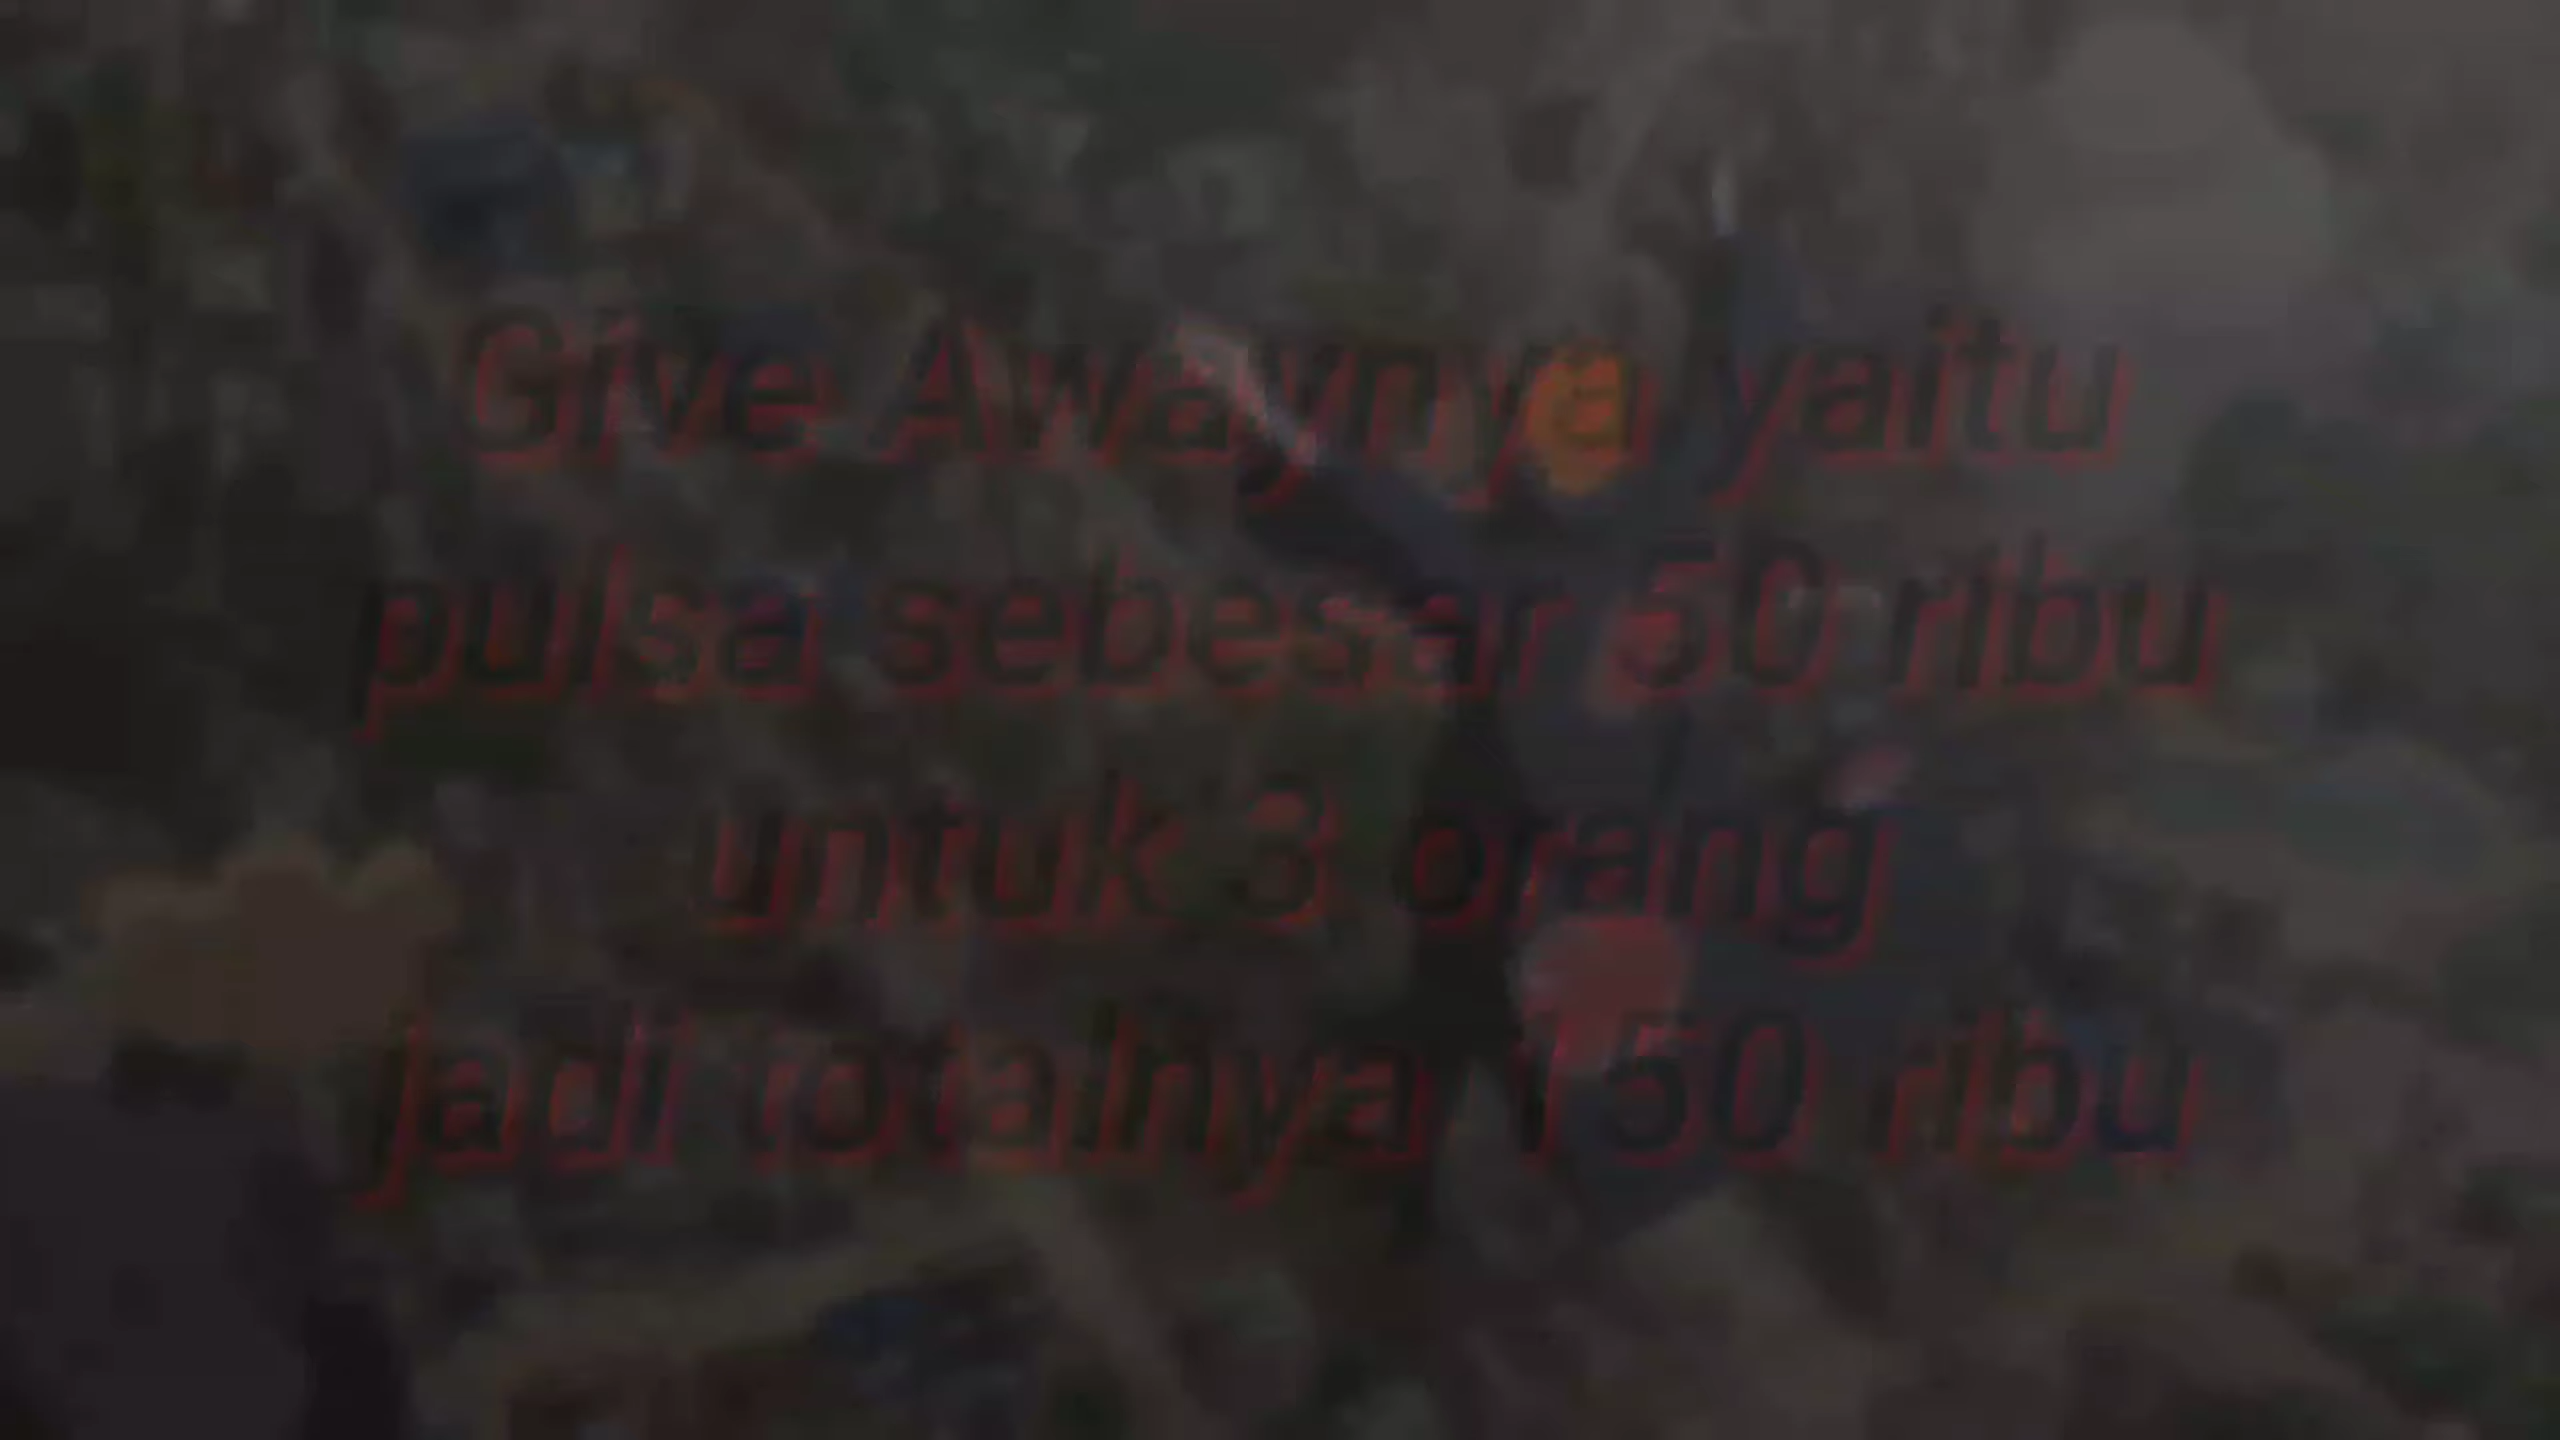 Give Awaynya yaitu
pulsa sebesar 50 ribu
untuk 3 orang
jadi totalnya 150 ribu